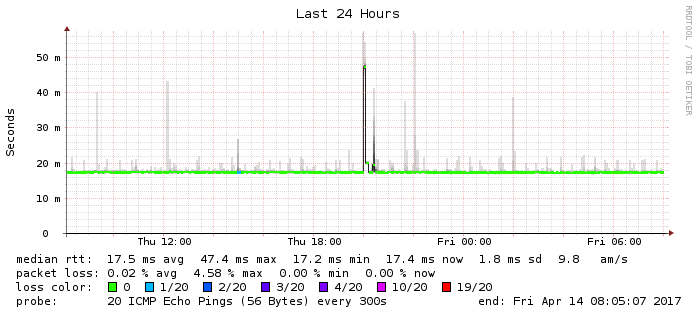 Last 24 Hours
RRDTOOL / TOBI OETIKER
Seconds
50 m
40 m
30 m
20 m
10 m
0
Thu 12:00 Thu 18:00 Fri 00:00 Fri 06:00
median rtt: 17.5 ms avg 47.4 ms max 17.2 ms min 17.4 ms now 1.8 ms sd 9.8 am/s
packet loss: 0.02 % avg 4.58 % max 0.00 % min 0.00 % now
loss color: 0 1/20 2/20 3/20 4/20 10/20 19/20
probe: 20 ICMP Echo Pings (56 Bytes) every 300s end: Fri Apr 14 08:05:07 2017